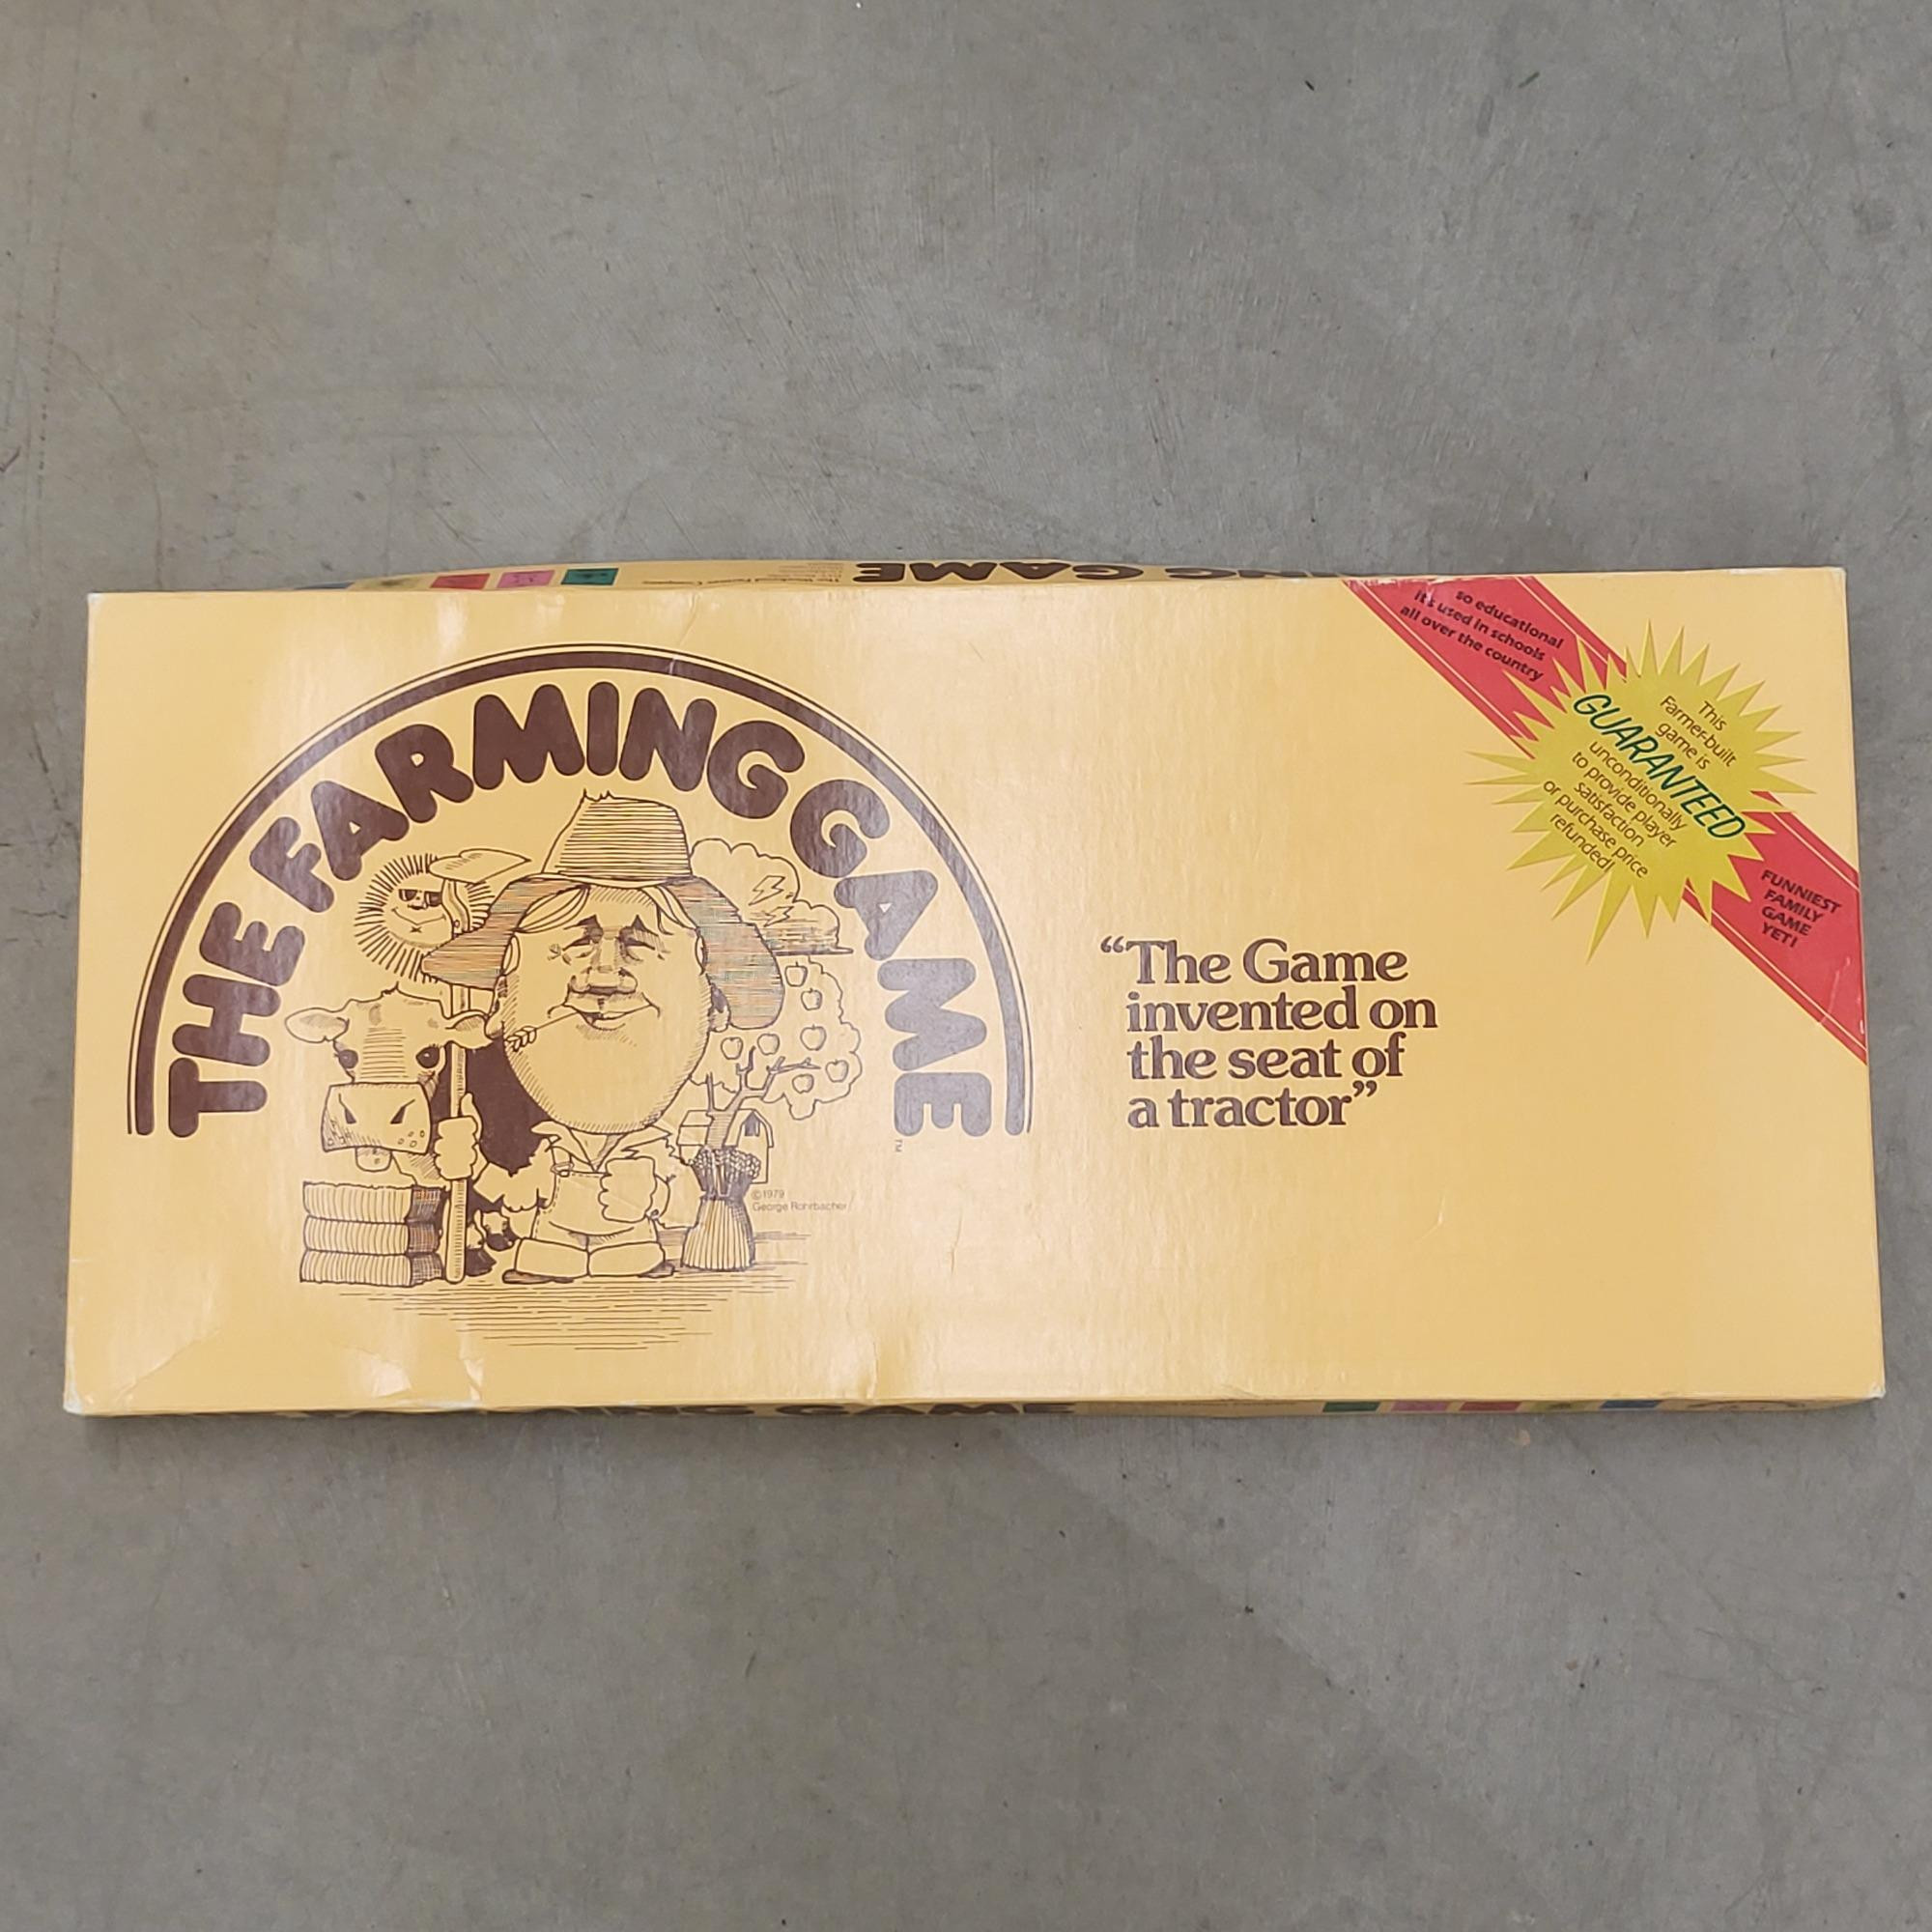 THE FARMING GAME
™
©1979
George Rohrbacher
“The Game
invented on
the seat of
a tractor”
so educational
it's used in schools
all over the country
This
Farmer-built
game is
GUARANTEED
unconditionally
to provide player
satisfaction
or purchase price
refunded!
FUNNIEST
FAMILY
GAME
YET!
GAME
GAME